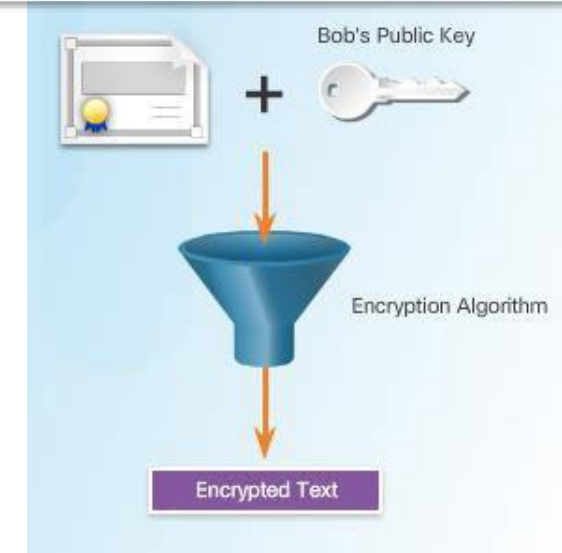 Bob's Public Key
+
Encryption Algorithm
Encrypted Text